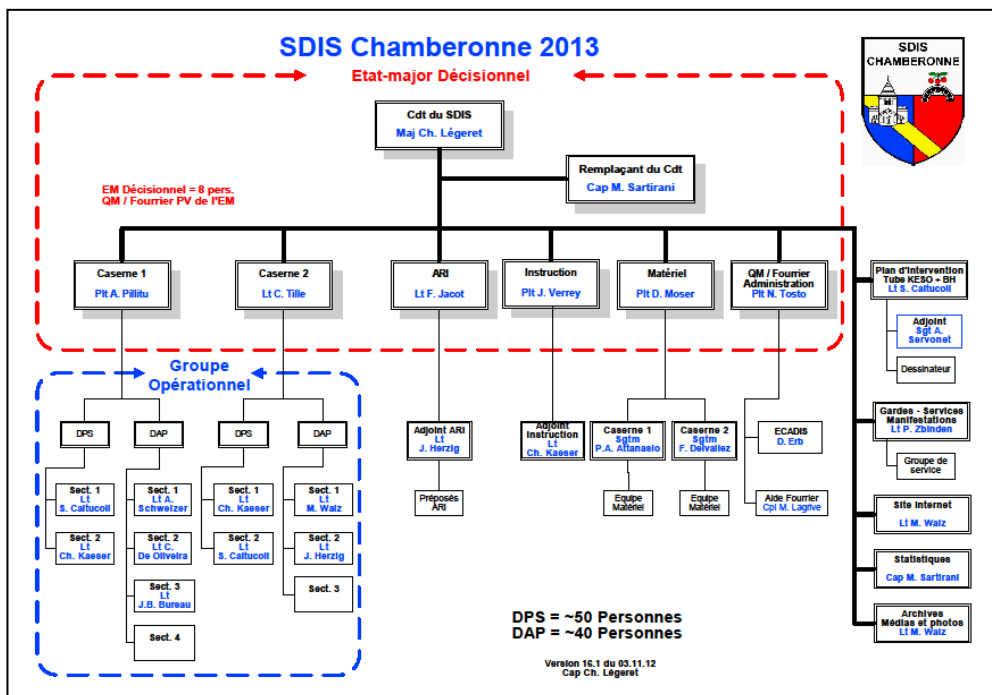 SDIS Chamberonne 2013
Etat-major Décisionnel
SDIS
CHAMBERONNE
Cdt du SDIS
Maj Ch. Légeret
Remplaçant du Cdt
Cap M. Sartirani
EM Décisionnel = 8 pers.
QM / Fourrier PV de l'EM
Caserne 1
Plt A. Pillitu
Caserne 2
Lt C. Tille
ARI
Lt F. Jacot
Instruction
Plt J. Verrey
Matériel
Plt D. Moser
QM / Fourrier
Administration
Plt N. Tosto
Plan d'Intervention
Tube KESO + BH
Lt S. Caltucoli
Adjoint
Sgt A.
Servonet
Dessinateur
Groupe
Opérationnel
DPS
DAP
DPS
DAP
Sect. 1
Lt
S. Caltucoli
Sect. 2
Lt
Ch. Kaeser
Sect. 1
Lt A.
Schweizer
Sect. 2
Lt C.
De Oliveira
Sect. 3
Lt
J.B. Bureau
Sect. 4
Sect. 1
Lt
Ch. Kaeser
Sect. 2
Lt
S. Caltucoli
Sect. 1
Lt
M. Walz
Sect. 2
Lt
J. Herzig
Sect. 3
Adjoint ARI
Lt
J. Herzig
Préposés
ARI
Adjoint
Instruction
Lt
Ch. Kaeser
Caserne 1
Sgtm
P.A. Attanasio
Equipe
Matériel
Caserne 2
Sgtm
F. Delvallez
Equipe
Matériel
ECADIS
D. Erb
Aide Fourrier
Cpl M. Lagrive
Gardes - Services
Manifestations
Lt P. Zbinden
Groupe de
service
Site Internet
Lt M. Walz
Statistiques
Cap M. Sartirani
Archives
Médias et photos
Lt M. Walz
DPS = ~50 Personnes
DAP = ~40 Personnes
Version 16.1 du 03.11.12
Cap Ch. Légeret